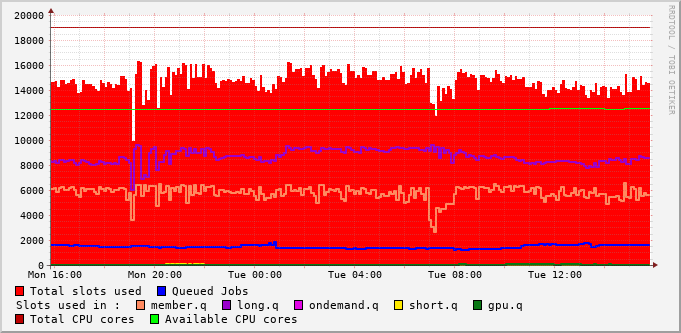 RRDTOOL / TOBI OETIKER
20000
18000
16000
14000
12000
10000
8000
6000
4000
2000
0
Mon 16:00 Mon 20:00 Tue 00:00 Tue 04:00 Tue 08:00 Tue 12:00
Total slots used Queued Jobs
Slots used in : member.q long.q ondemand.q short.q gpu.q
Total CPU cores Available CPU cores